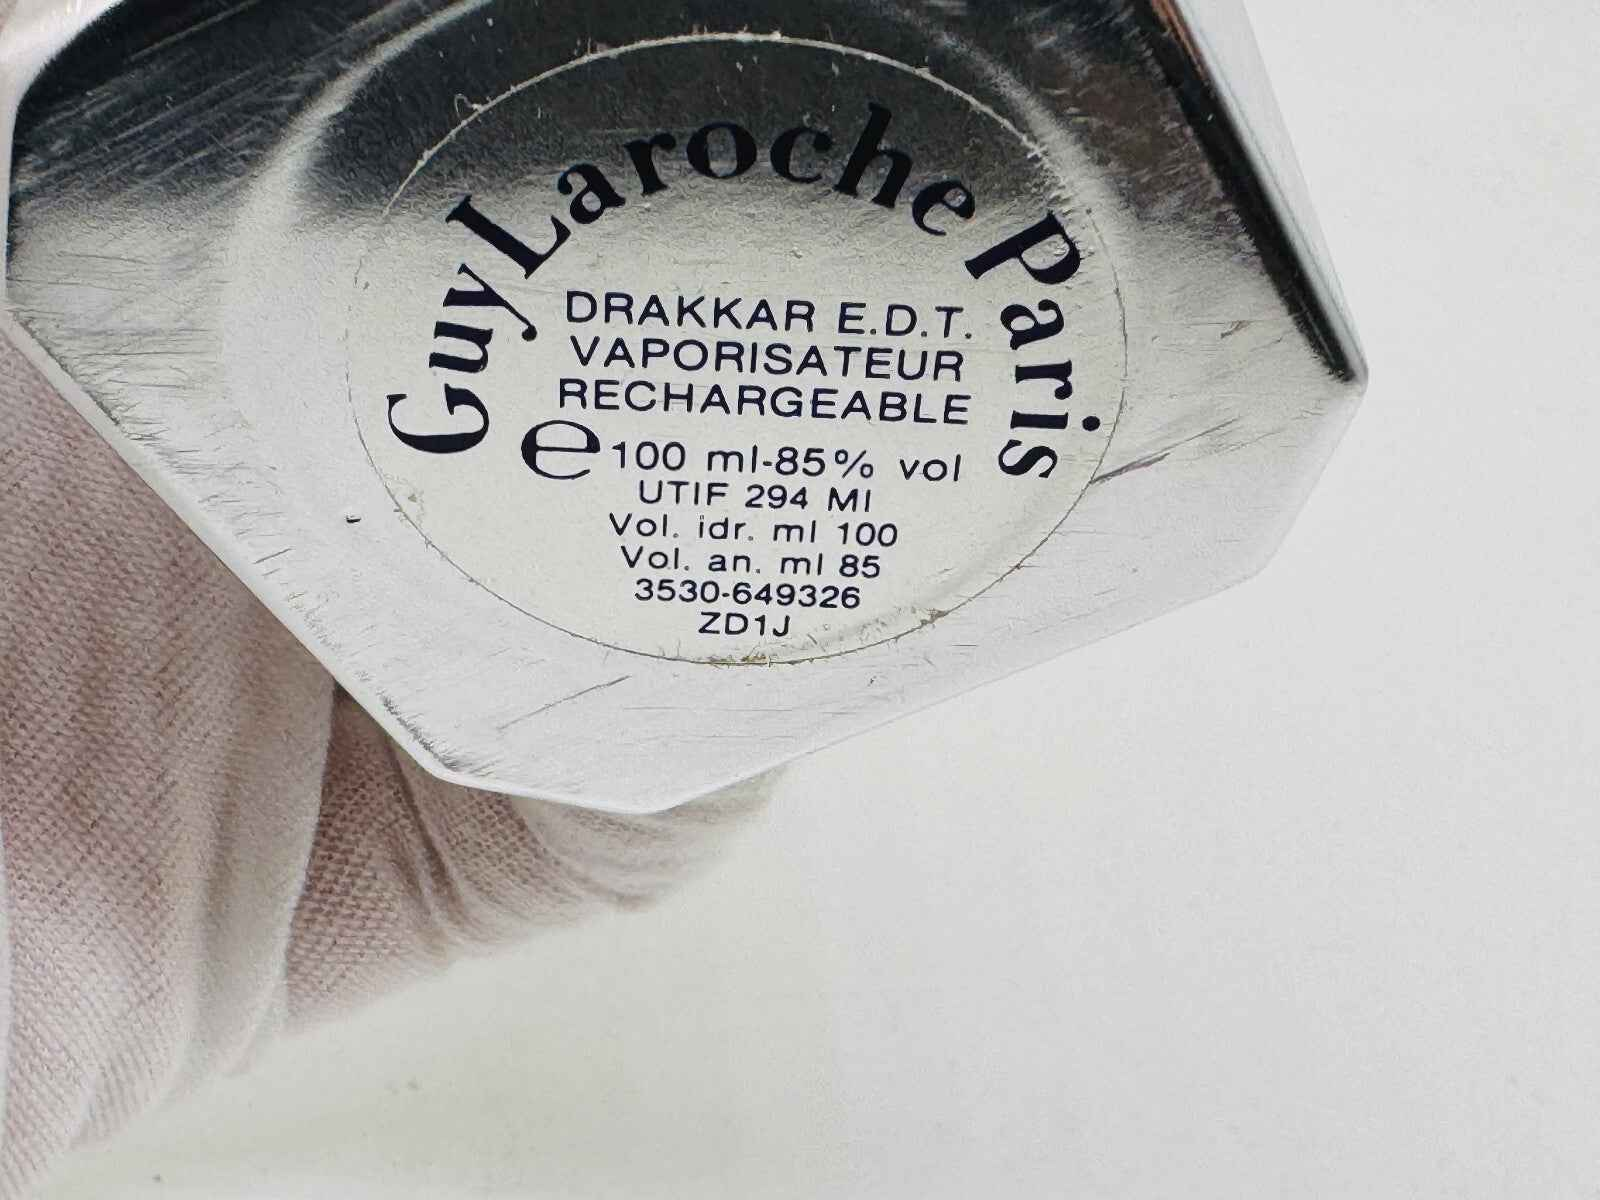 Guy Laroche Paris
DRAKKAR E.D.T.
VAPORISATEUR
RECHARGEABLE
e 100 ml-85% vol
UTIF 294 MI
Vol. idr. ml 100
Vol. an. ml 85
3530-649326
ZD1J